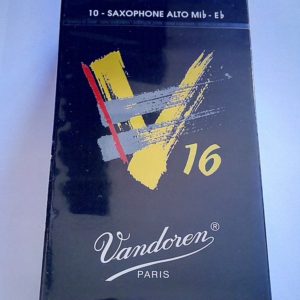 10 - SAXOPHONE ALTO Mi♭ - E♭
V
16
Vandoren®
PARIS